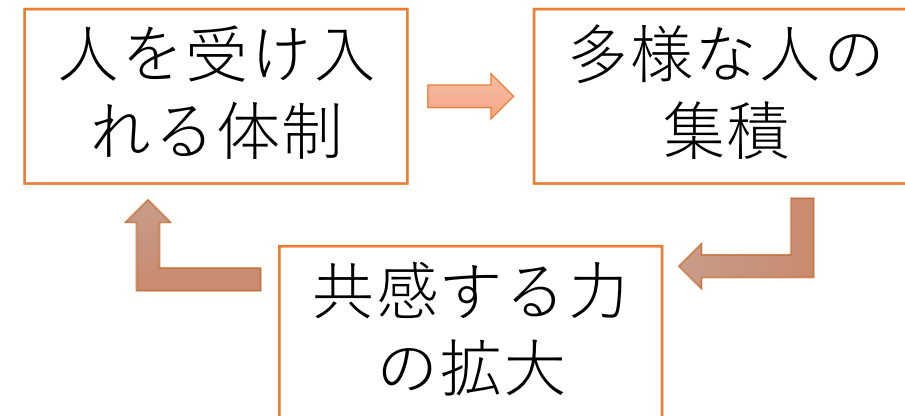 人を受け入
れる体制
多様な人の
集積
共感する力
の拡大